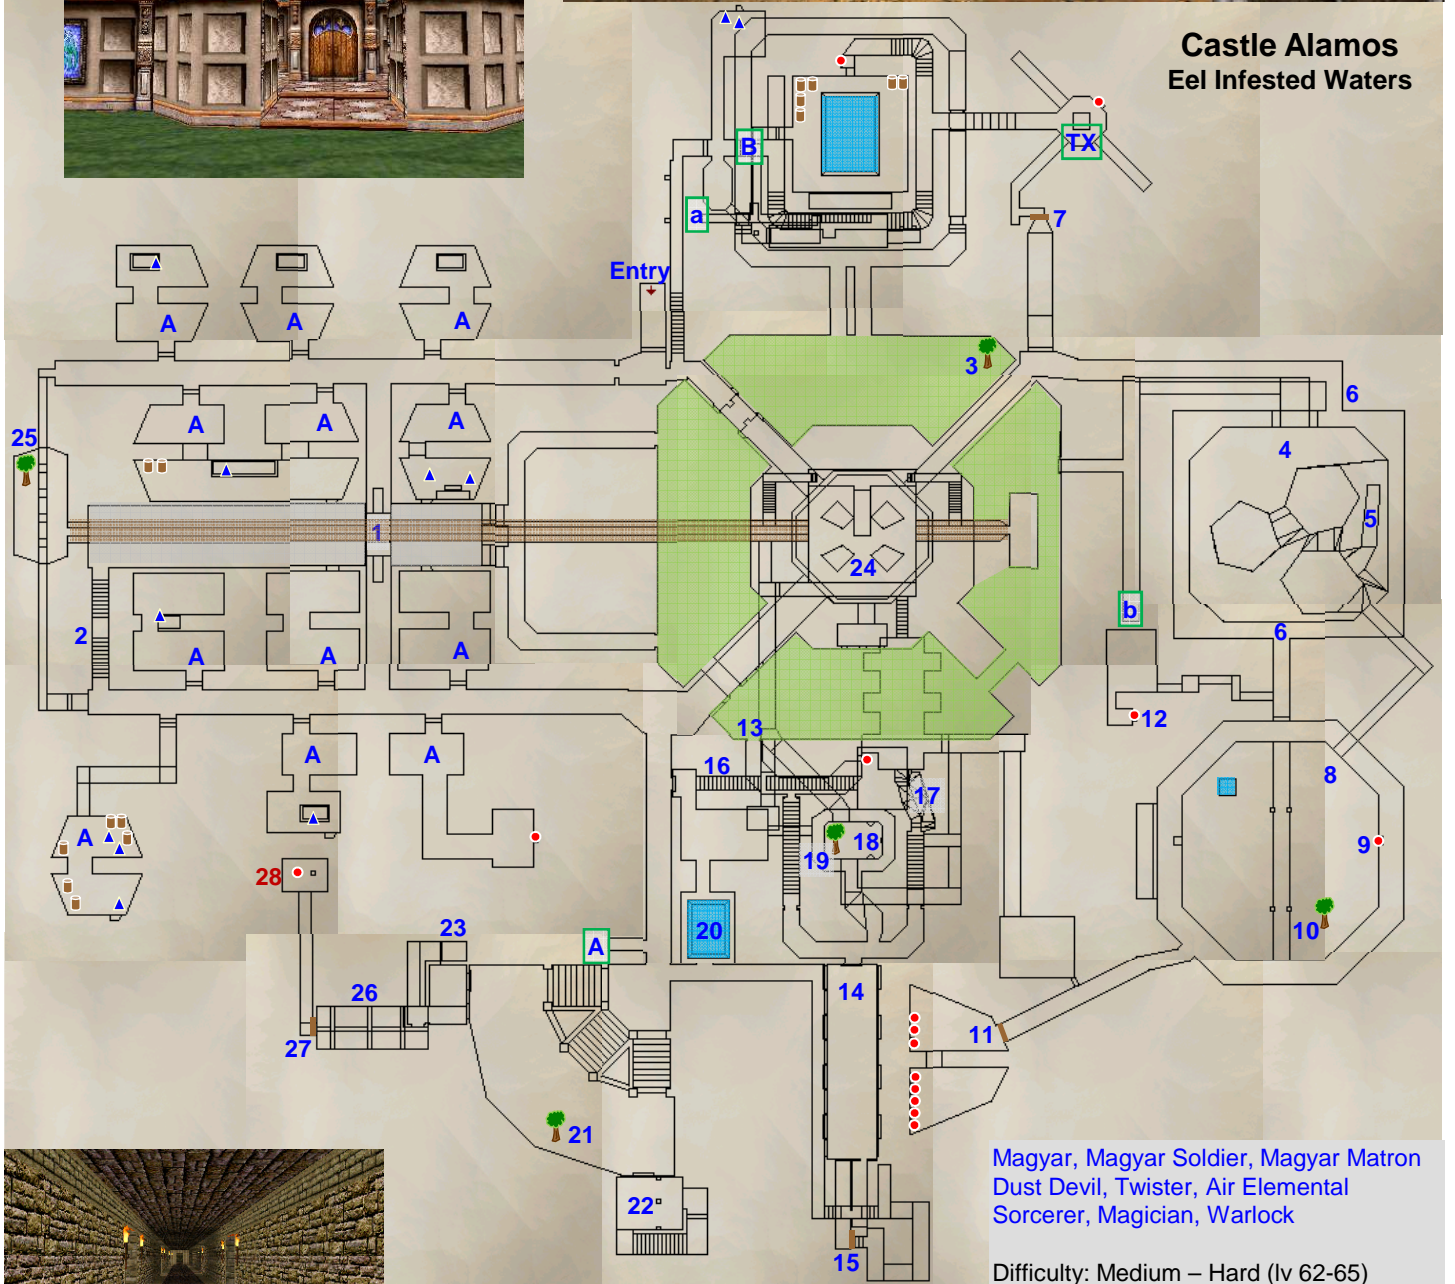 Castle Alamos
Eel Infested Waters
TX
B
a
7
Entry
3
A
A
A
6
A
A
A
25
4
5
1
24
b
2
6
A
A
A
12
13
A
A
16
8
17
A
18
9
19
28
10
20
23
A
14
26
11
27
21
22
15
Magyar, Magyar Soldier, Magyar Matron
Dust Devil, Twister, Air Elemental
Sorcerer, Magician, Warlock
Difficulty: Medium – Hard (lv 62-65)